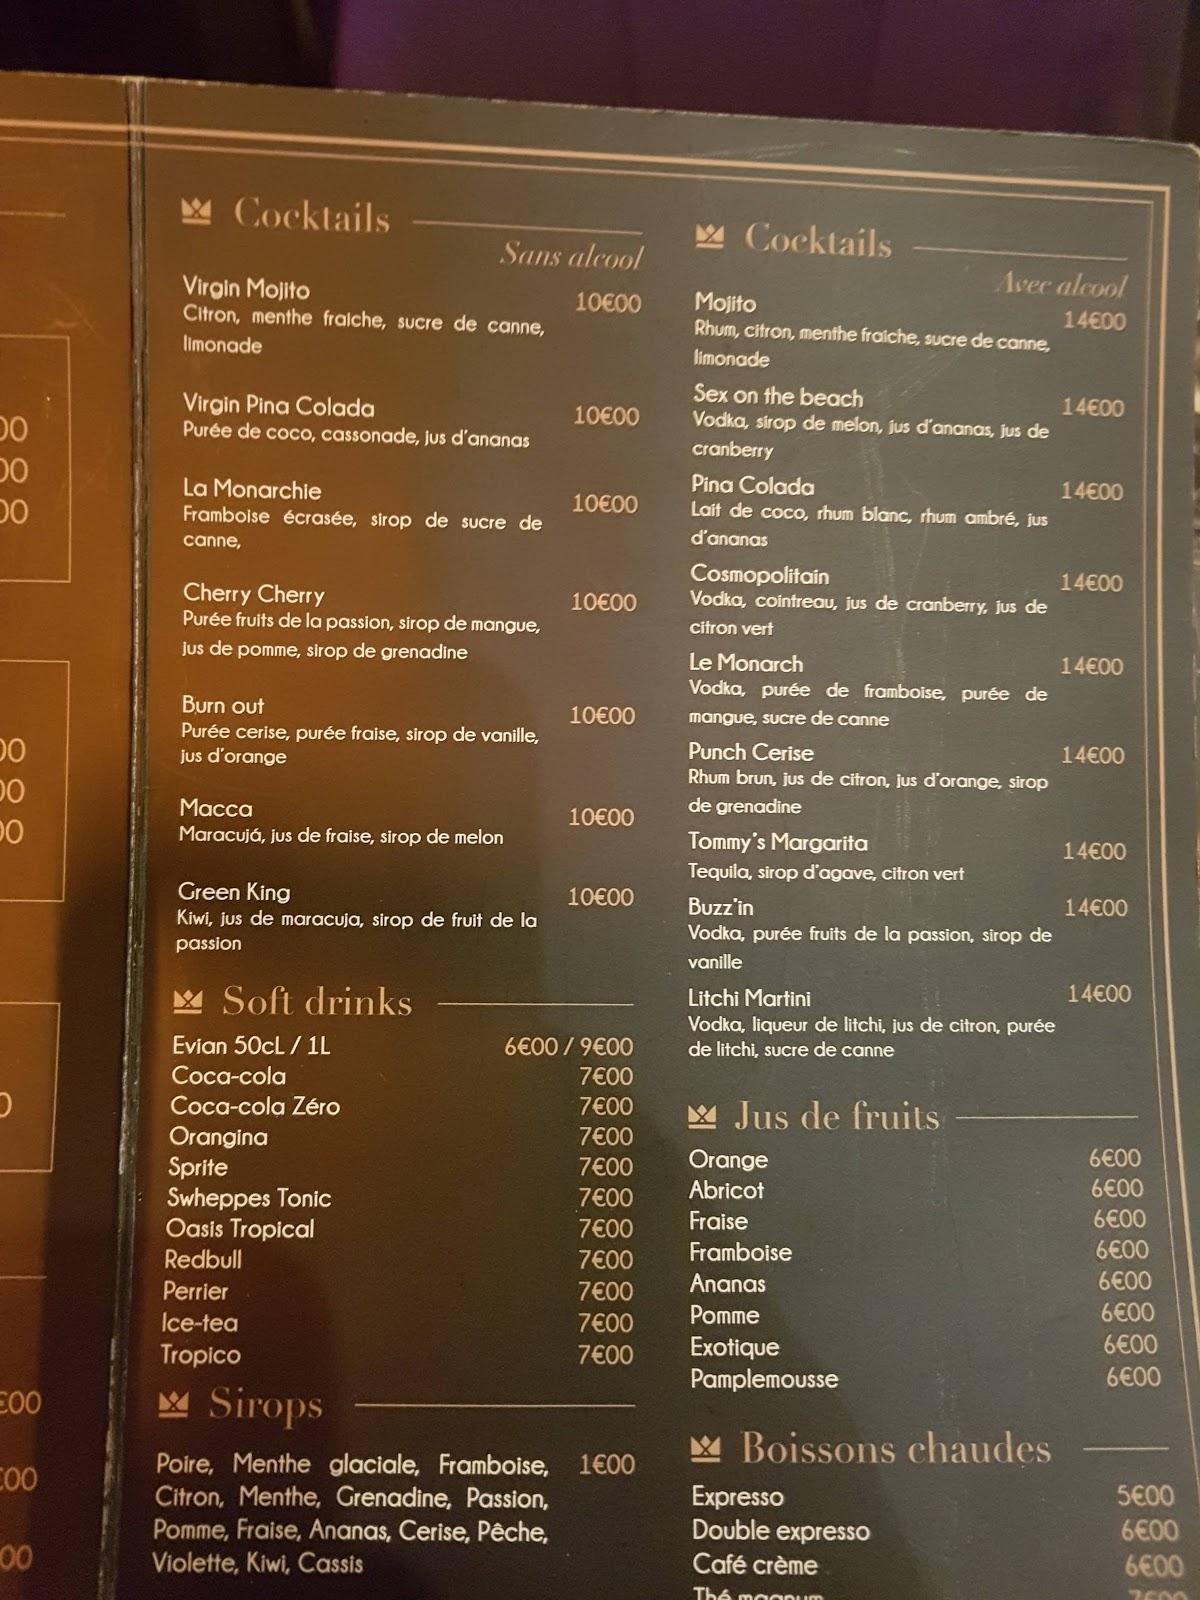 Cocktails
Sans alcool
Virgin Mojito 10€00
Citron, menthe fraiche, sucre de canne,
limonade
Virgin Pina Colada 10€00
Purée de coco, cassonade, jus d'ananas
La Monarchie 10€00
Framboise écrasée, sirop de sucre de
canne,
Cherry Cherry 10€00
Purée fruits de la passion, sirop de mangue,
jus de pomme, sirop de grenadine
Burn out 10€00
Purée cerise, purée fraise, sirop de vanille,
jus d'orange
Macca 10€00
Maracujá, jus de fraise, sirop de melon
Green King 10€00
Kiwi, jus de maracuja, sirop de fruit de la
passion
Soft drinks
Evian 50cL / 1L 6€00 / 9€00
Coca-cola 7€00
Coca-cola Zéro 7€00
Orangina 7€00
Sprite 7€00
Swheppes Tonic 7€00
Oasis Tropical 7€00
Redbull 7€00
Perrier 7€00
Ice-tea 7€00
Tropico 7€00
Sirops
Poire, Menthe glaciale, Framboise, 1€00
Citron, Menthe, Grenadine, Passion,
Pomme, Fraise, Ananas, Cerise, Pêche,
Violette, Kiwi, Cassis
Cocktails
Avec alcool
Mojito 14€00
Rhum, citron, menthe fraiche, sucre de canne,
limonade
Sex on the beach 14€00
Vodka, sirop de melon, jus d'ananas, jus de
cranberry
Pina Colada 14€00
Lait de coco, rhum blanc, rhum ambré, jus
d'ananas
Cosmopolitain 14€00
Vodka, cointreau, jus de cranberry, jus de
citron vert
Le Monarch 14€00
Vodka, purée de framboise, purée de
mangue, sucre de canne
Punch Cerise 14€00
Rhum brun, jus de citron, jus d'orange, sirop
de grenadine
Tommy's Margarita 14€00
Tequila, sirop d'agave, citron vert
Buzz'in 14€00
Vodka, purée fruits de la passion, sirop de
vanille
Litchi Martini 14€00
Vodka, liqueur de litchi, jus de citron, purée
de litchi, sucre de canne
Jus de fruits
Orange 6€00
Abricot 6€00
Fraise 6€00
Framboise 6€00
Ananas 6€00
Pomme 6€00
Exotique 6€00
Pamplemousse 6€00
Boissons chaudes
Expresso 5€00
Double expresso 6€00
Café crème 6€00
Thé magnum 7€00